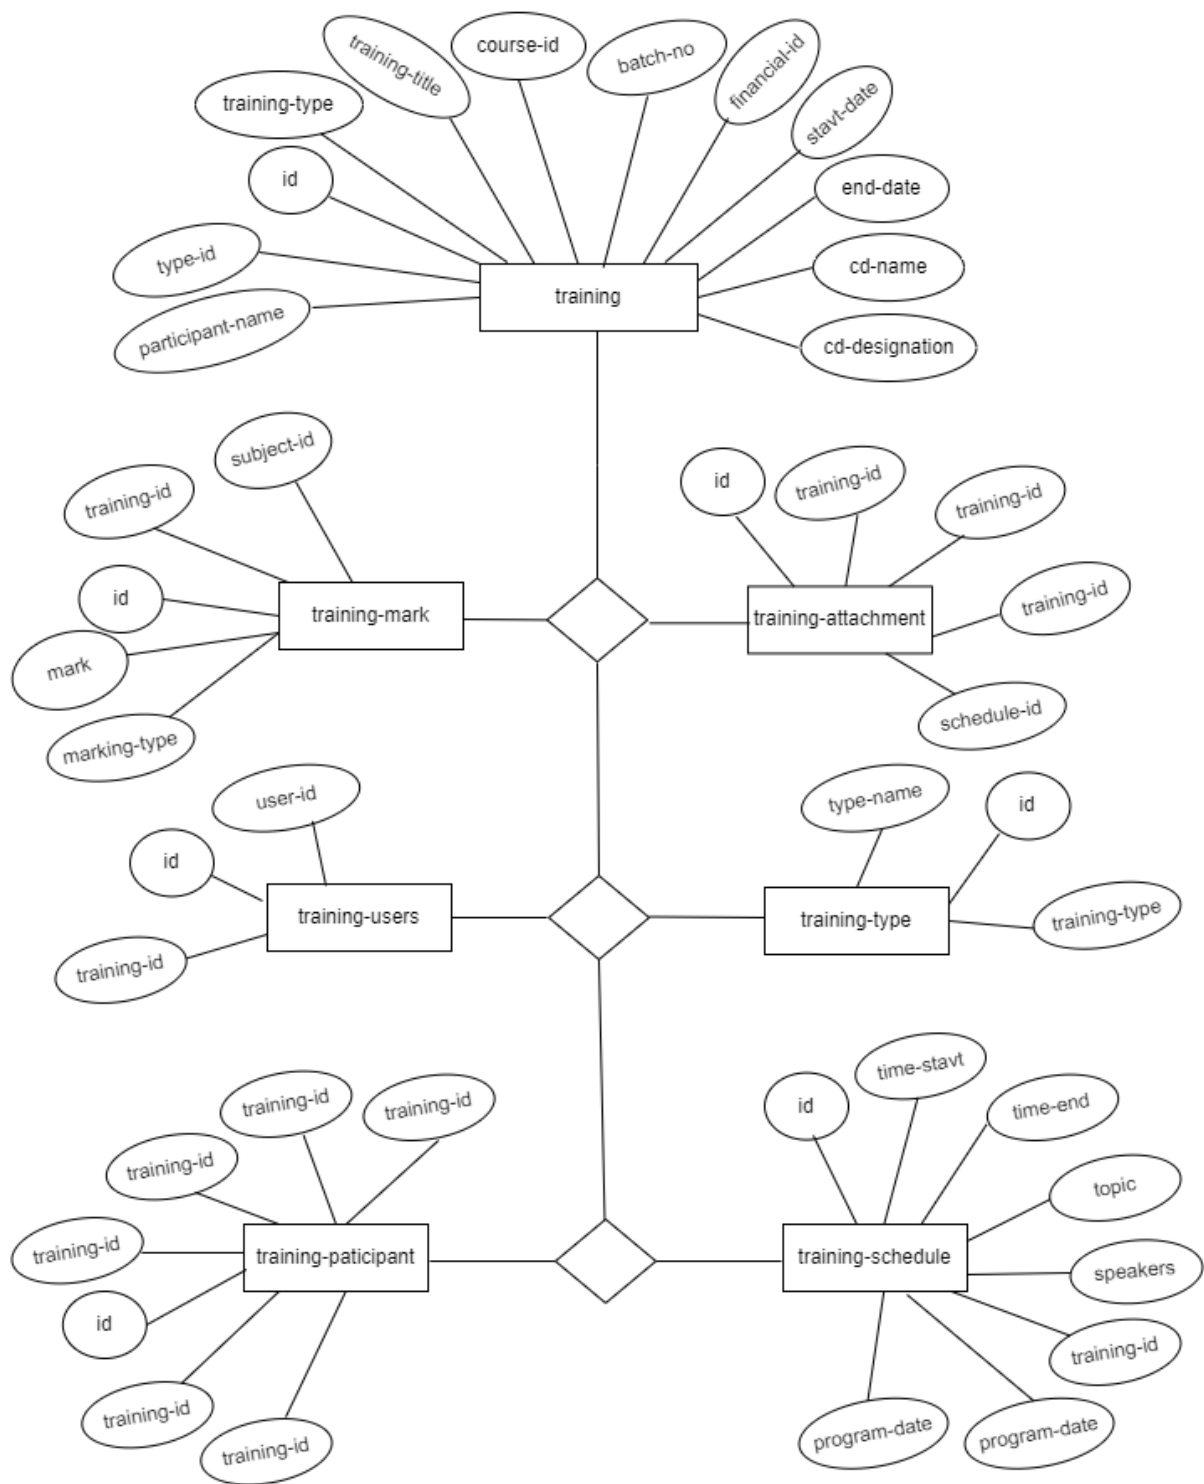 training-title
course-id
batch-no
financial-id
training-type
stavt-date
id
end-date
type-id
cd-name
training
participant-name
cd-designation
subject-id
training-id
id
training-id
training-id
id
training-id
training-mark
training-attachment
mark
schedule-id
marking-type
user-id
type-name
id
id
training-users
training-type
training-type
training-id
time-stavt
training-id
training-id
id
time-end
training-id
topic
training-id
training-paticipant
training-schedule
speakers
id
training-id
training-id
training-id
program-date
program-date